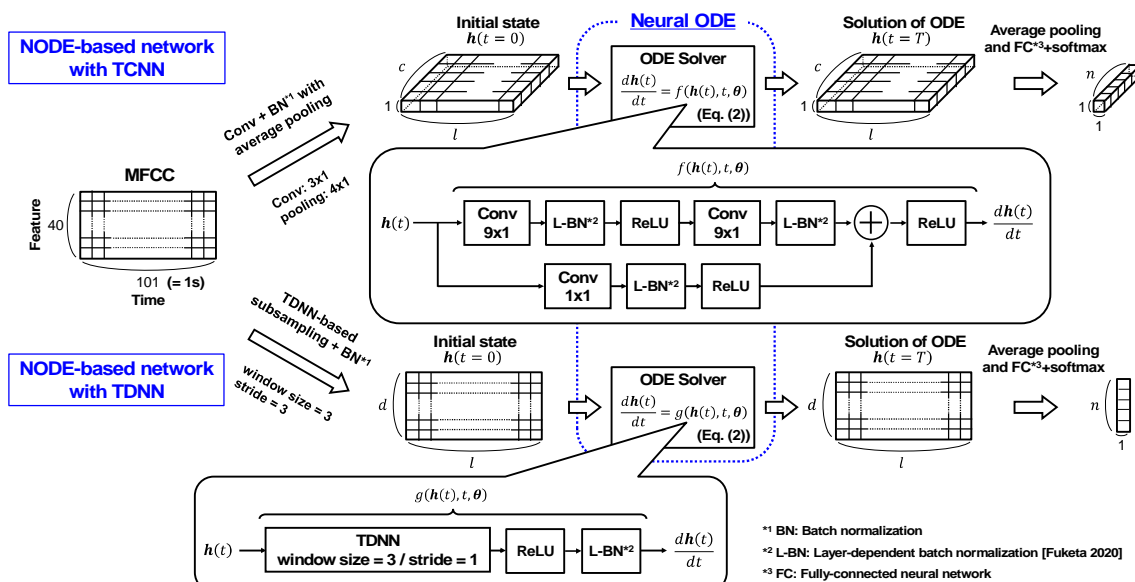 NODE-based network
with TCNN
Conv + BN*1 with
average pooling
Conv: 3x1
pooling: 4x1
Initial state
h(t = 0)
c
1
l
Neural ODE
ODE Solver
dh(t)/dt = f(h(t), t, θ)
(Eq. (2))
Solution of ODE
h(t = T)
c
1
l
Average pooling
and FC*3+softmax
n
1
1
MFCC
Feature
40
101 (= 1s)
Time
f(h(t), t, θ)
h(t)
Conv
9x1
L-BN*2
ReLU
Conv
9x1
L-BN*2
+
ReLU
dh(t)/dt
Conv
1x1
L-BN*2
ReLU
NODE-based network
with TDNN
TDNN-based
subsampling + BN*1
window size = 3
stride = 3
Initial state
h(t = 0)
d
l
ODE Solver
dh(t)/dt = g(h(t), t, θ)
(Eq. (2))
Solution of ODE
h(t = T)
d
l
Average pooling
and FC*3+softmax
n
1
g(h(t), t, θ)
h(t)
TDNN
window size = 3 / stride = 1
ReLU
L-BN*2
dh(t)/dt
*1 BN: Batch normalization
*2 L-BN: Layer-dependent batch normalization [Fuketa 2020]
*3 FC: Fully-connected neural network